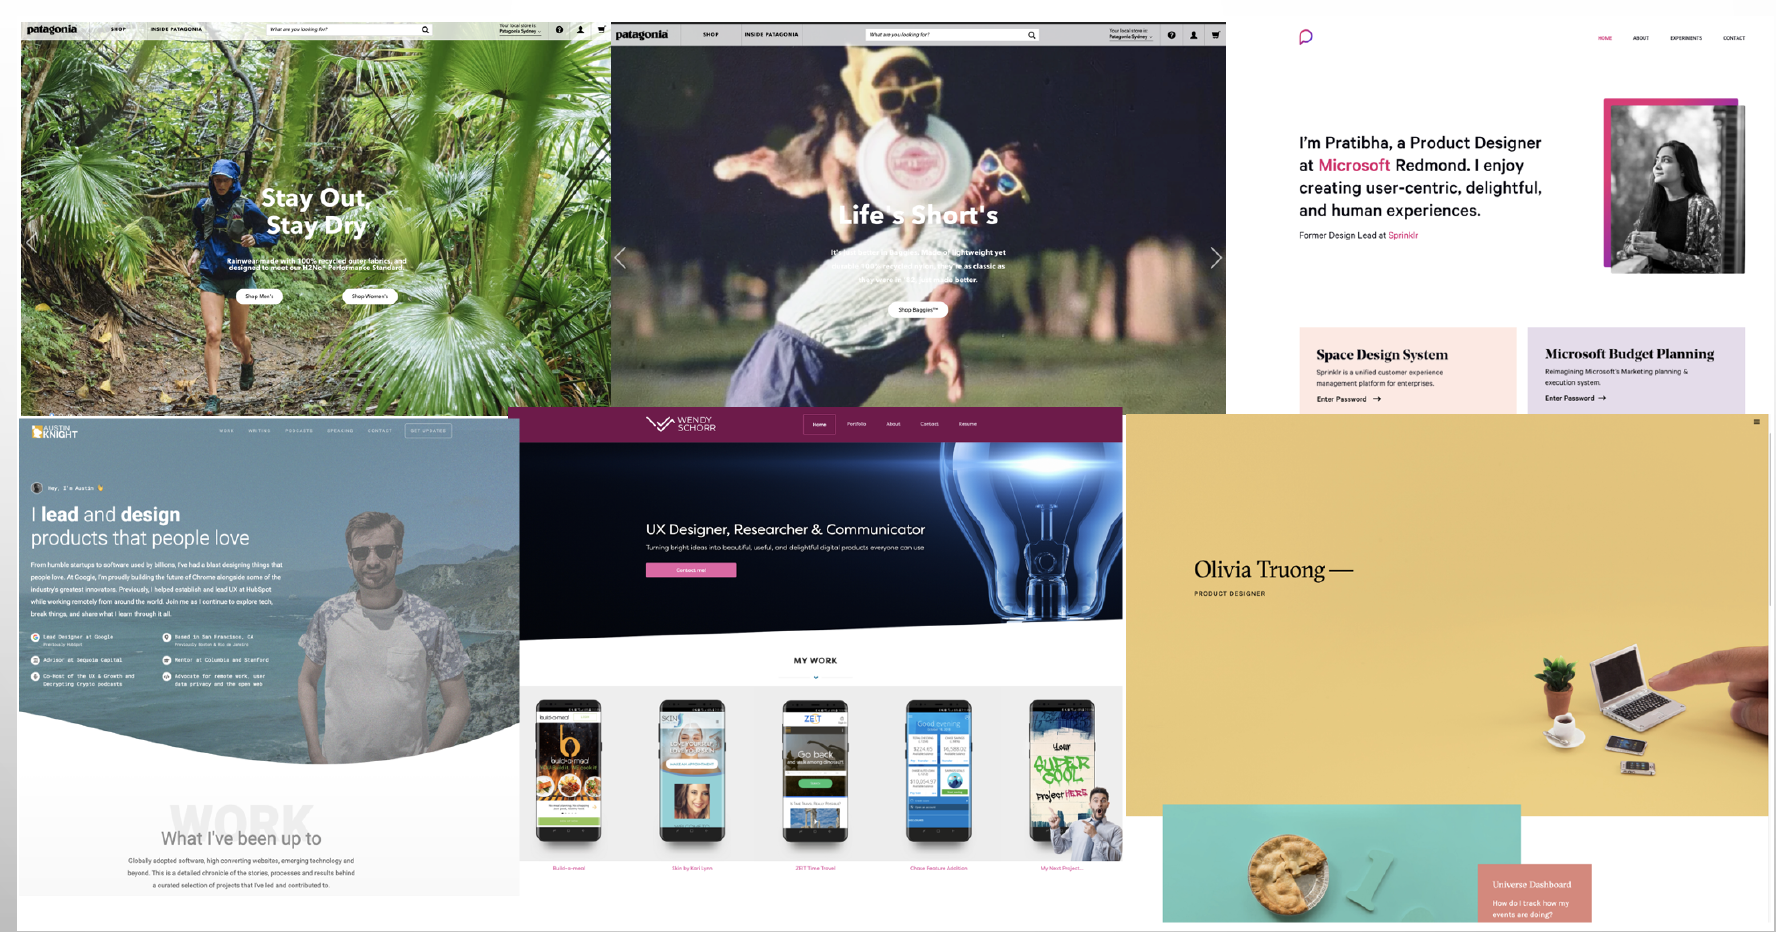 patagonia
SHOP
INSIDE PATAGONIA
What are you looking for?
Your local store is
Patagonia Sydney
Stay Out,
Stay Dry
Rainwear made with 100% recycled outer fabrics, and
designed to meet our H2No® Performance Standard.
Shop Men's
Shop Women's
patagonia
SHOP
INSIDE PATAGONIA
What are you looking for?
Your local store is
Patagonia Sydney
Life's Short's
lightweight yet
as classic as
better.
Shop Baggies™
HOME
ABOUT
EXPERIMENTS
CONTACT
I'm Pratibha, a Product Designer
at Microsoft Redmond. I enjoy
creating user-centric, delightful,
and human experiences.
Former Design Lead at Sprinklr
Space Design System
Sprinklr is a unified customer experience
management platform for enterprises.
Enter Password →
Microsoft Budget Planning
Reimagining Microsoft's Marketing planning &
execution system.
Enter Password →
AUSTIN
KNIGHT
WORK
WRITING
PODCASTS
SPEAKING
CONTACT
GET UPDATES
Hey, I'm Austin
I lead and design
products that people love
From humble startups to software used by billions, I've had a blast designing things that
people love. At Google, I'm proudly building the future of Chrome alongside some of the
industry's greatest innovators. Previously, I helped establish and lead UX at HubSpot
while working remotely from around the world. Join me as I continue to explore tech,
break things, and share what I learn through it all.
Lead Designer at Google
Previously HubSpot
Based in San Francisco, CA
Previously Boston & Rio de Janeiro
Advisor at Sequoia Capital
Mentor at Columbia and Stanford
Co-host of the UX & Growth and
Decrypting Crypto podcasts
Advocate for remote work, user
data privacy and the open web
WORK
What I've been up to
Globally adopted software, high converting websites, emerging technology and
beyond. This is a detailed chronicle of the stories, processes and results behind
a curated selection of projects that I've led and contributed to.
WENDY
SCHORR
Home
Portfolio
About
Contact
Resume
UX Designer, Researcher & Communicator
Turning bright ideas into beautiful, useful, and delightful digital products everyone can use
Contact me!
MY WORK
build-a-meal
b
build-a-meal
SKIN
LOVE YOURSELF
ZEIT
Go back
Good evening
Your
SUPER
COOL
Project HERE
Build-a-meal
Skin by Kari Lynn
ZEIT Time Travel
Chase Feature Addition
My Next Project...
Olivia Truong —
PRODUCT DESIGNER
Universe Dashboard
How do I track how my
events are doing?